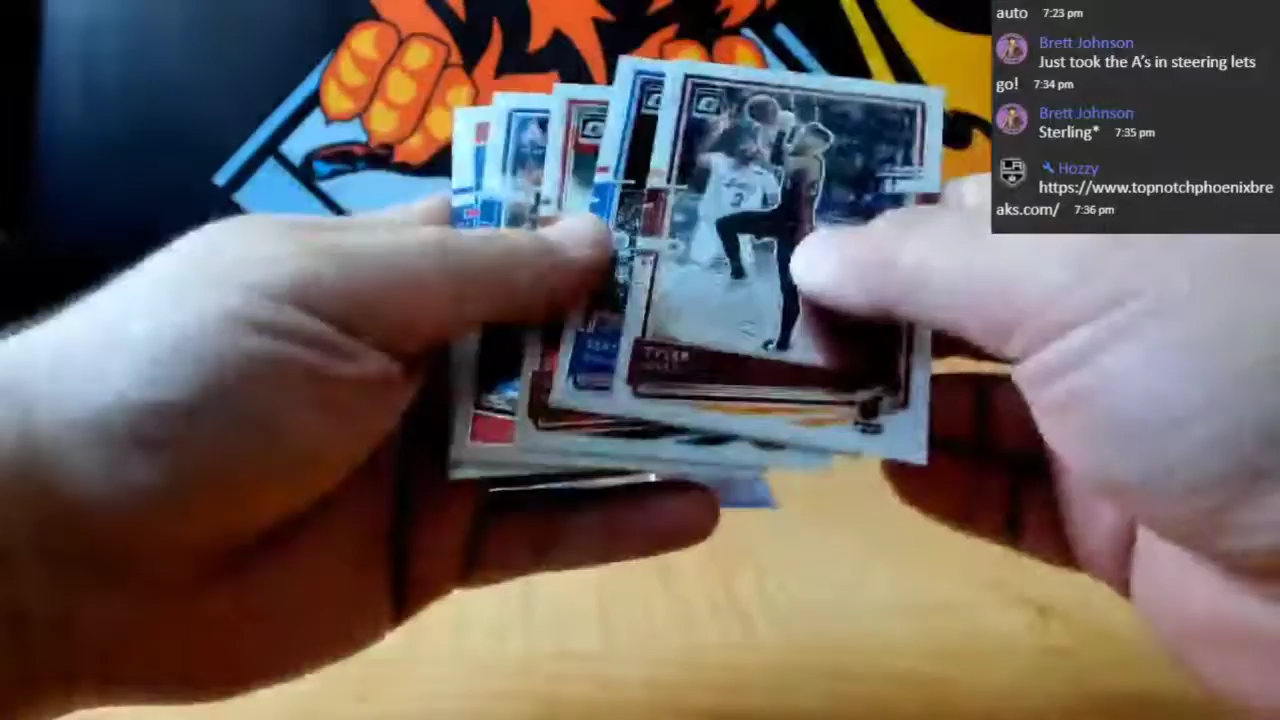 auto 7:23 pm
Brett Johnson
Just took the A's in steering lets
go! 7:34 pm
Brett Johnson
Sterling* 7:35 pm
Hozzy
https://www.topnotchphoenixbre
aks.com/ 7:36 pm
TYLER